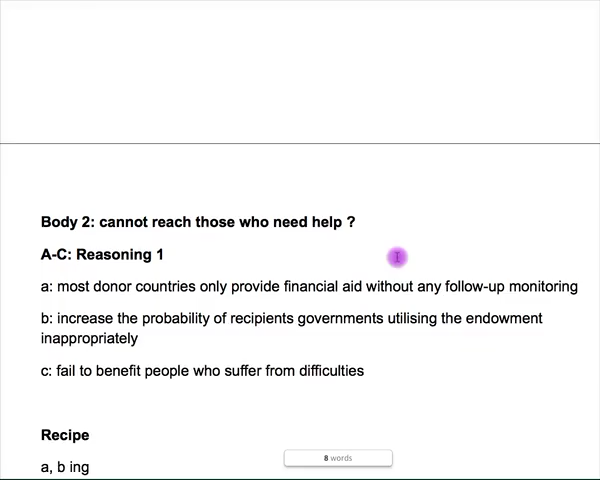 Body 2: cannot reach those who need help ?
A-C: Reasoning 1
a: most donor countries only provide financial aid without any follow-up monitoring
b: increase the probability of recipients governments utilising the endowment
inappropriately
c: fail to benefit people who suffer from difficulties
Recipe
8 words
a, b ing